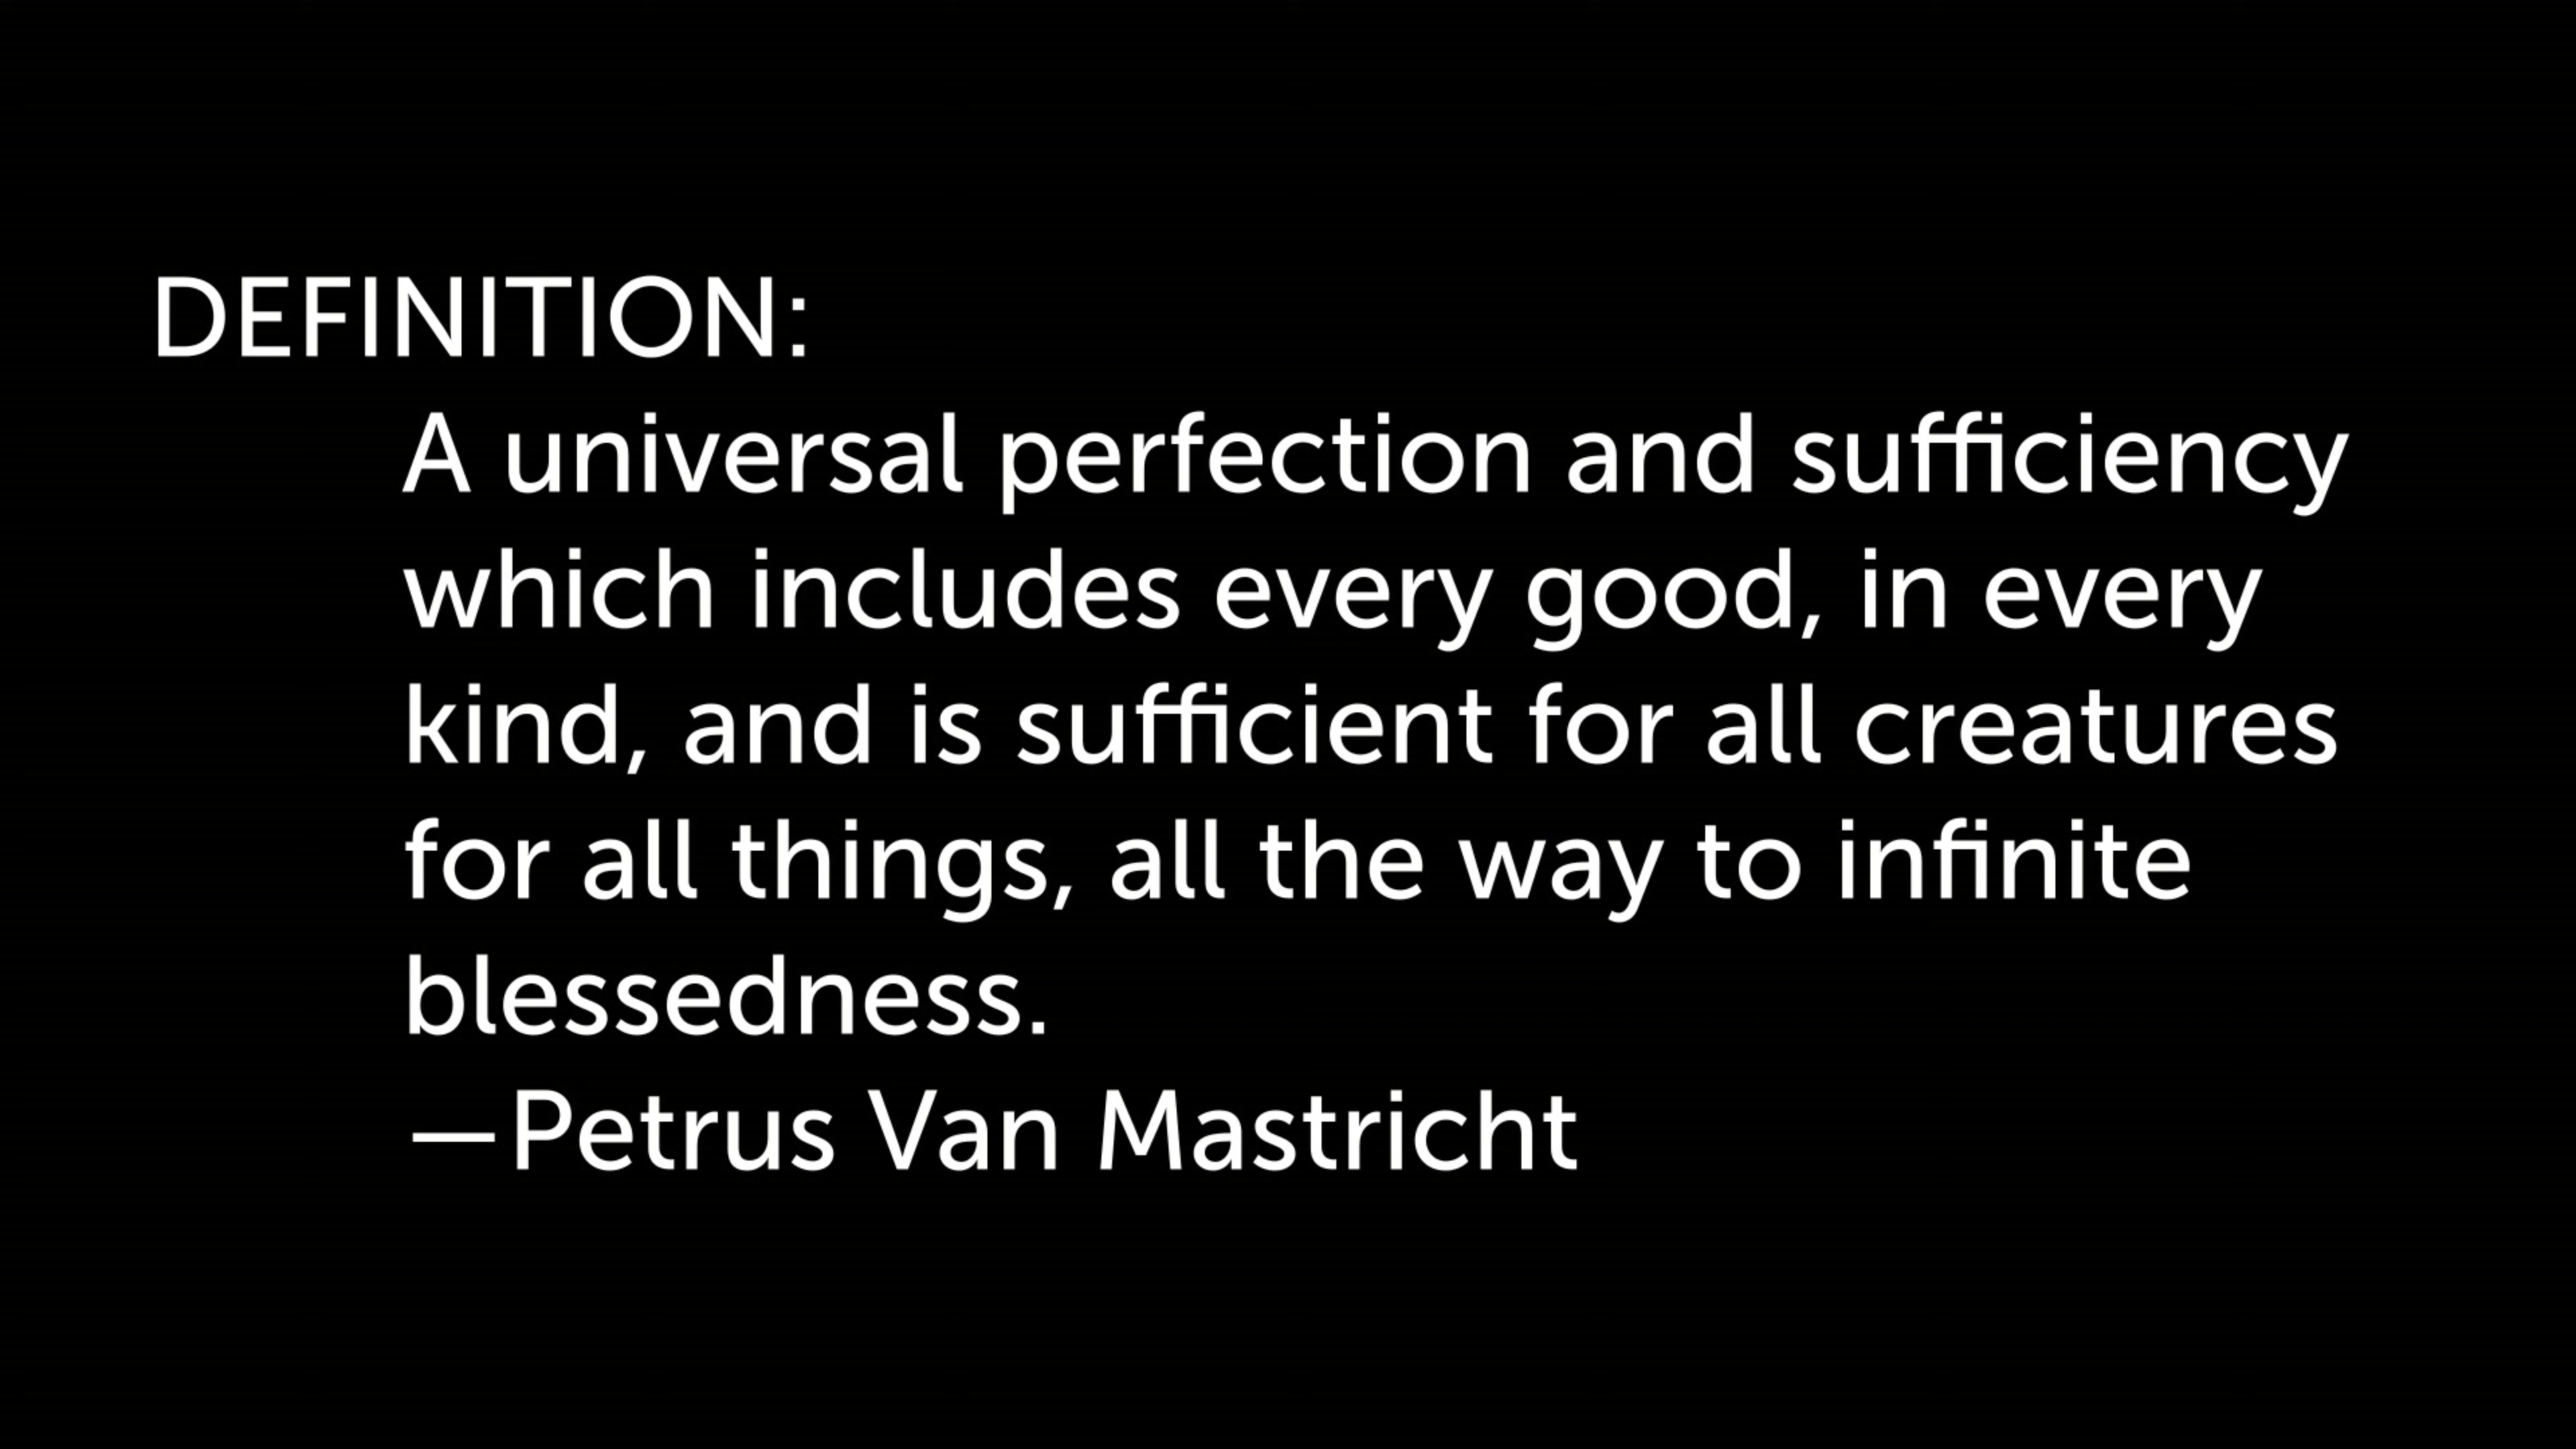 DEFINITION:
A universal perfection and sufficiency
which includes every good, in every
kind, and is sufficient for all creatures
for all things, all the way to infinite
blessedness.
—Petrus Van Mastricht